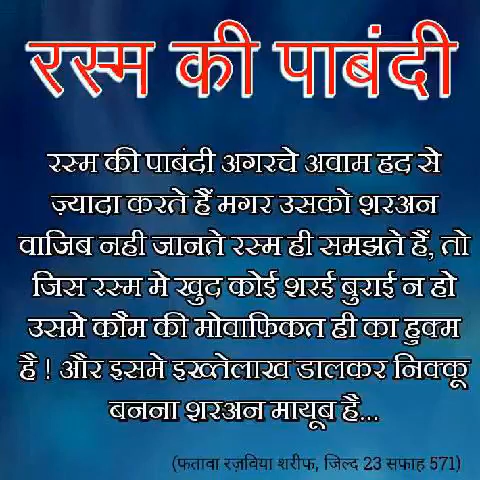 रस्म की पाबंदी
रस्म की पाबंदी अगरचे अवाम हद से
ज़्यादा करते हैं मगर उसको शरअन
वाजिब नही जानते रस्म ही समझते हैं, तो
जिस रस्म मे खुद कोई शरई बुराई न हो
उसमे कौम की मोवाफिकत ही का हुक्म
है ! और इसमे इख्तेलाख डालकर निक्कू
बनना शरअन मायूब है...
(फतावा रज़विया शरीफ, जिल्द 23 सफाह 571)